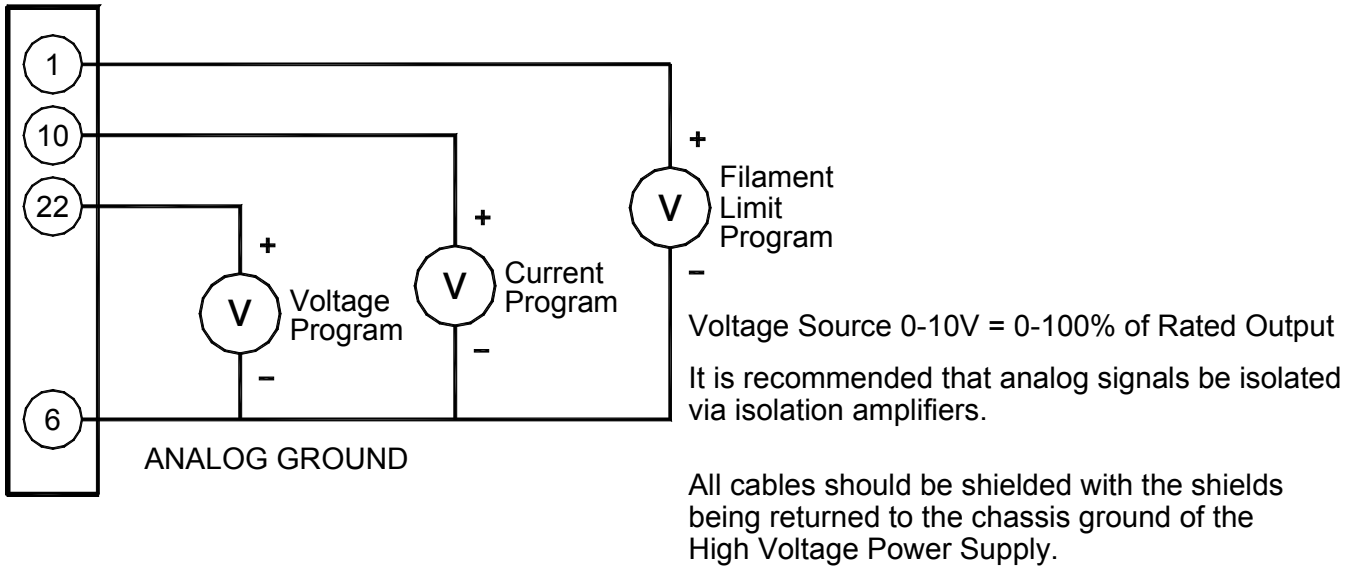 1
10
22
6
+
V
–
Voltage
Program
+
V
–
Current
Program
+
V
–
Filament
Limit
Program
ANALOG GROUND
Voltage Source 0-10V = 0-100% of Rated Output
It is recommended that analog signals be isolated
via isolation amplifiers.
All cables should be shielded with the shields
being returned to the chassis ground of the
High Voltage Power Supply.